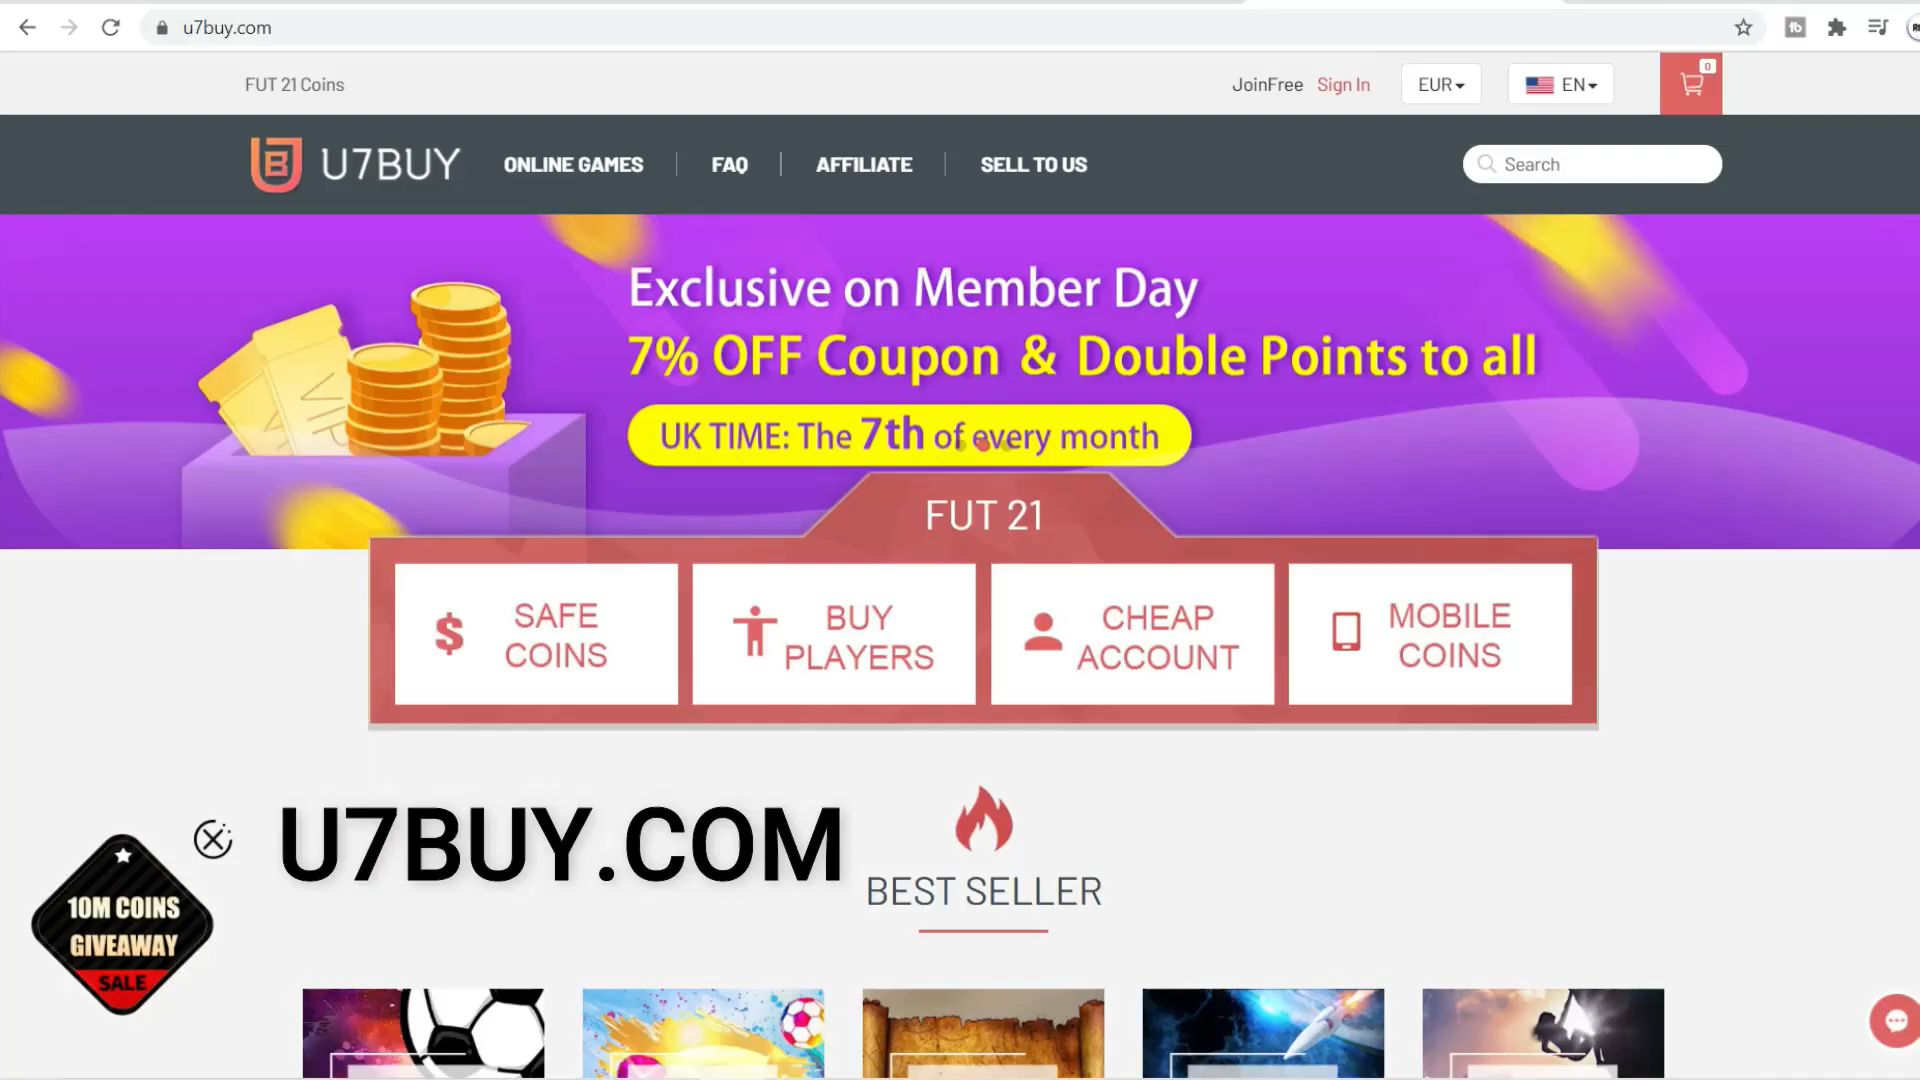 u7buy.com
FUT 21 Coins
JoinFree Sign In EUR EN 0
U7BUY ONLINE GAMES FAQ AFFILIATE SELL TO US Search
Exclusive on Member Day
7% OFF Coupon & Double Points to all
UK TIME: The 7th of every month
FUT 21
SAFE
COINS
BUY
PLAYERS
CHEAP
ACCOUNT
MOBILE
COINS
U7BUY.COM
BEST SELLER
10M COINS
GIVEAWAY
SALE